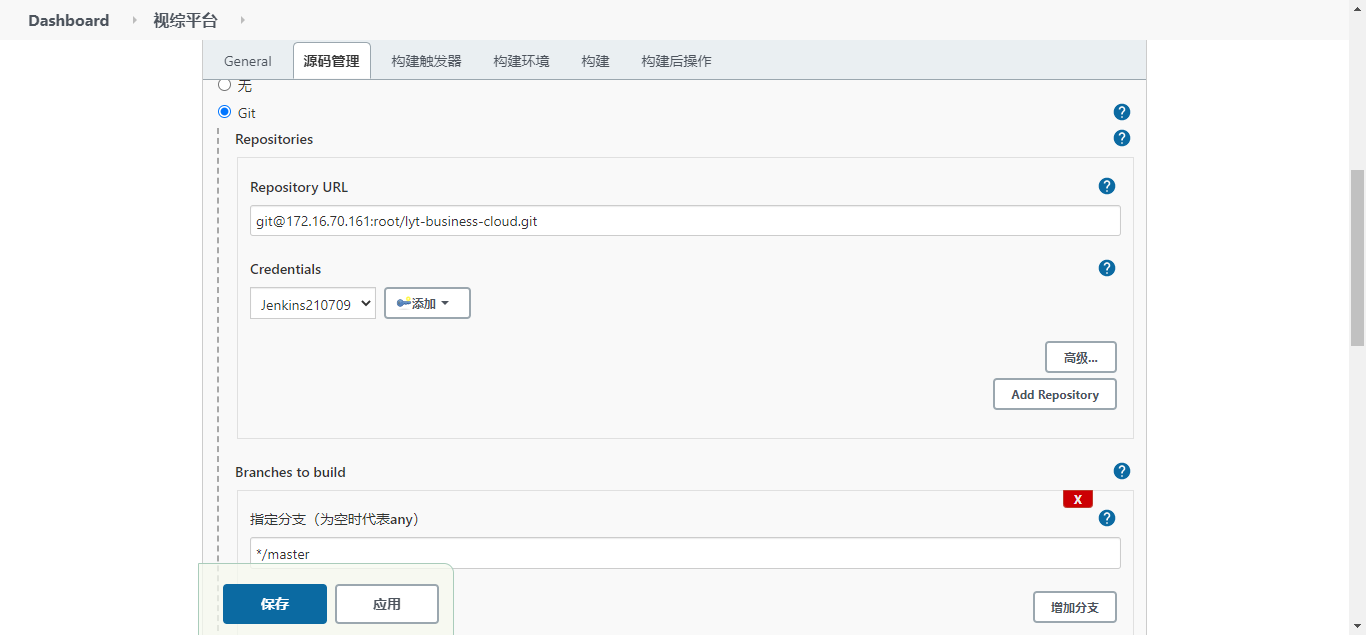 Dashboard 视综平台
General 源码管理 构建触发器 构建环境 构建 构建后操作
无
Git
Repositories
Repository URL
git@172.16.70.161:root/lyt-business-cloud.git
Credentials
Jenkins210709 添加
高级...
Add Repository
Branches to build
X
指定分支（为空时代表any）
*/master
保存 应用 增加分支